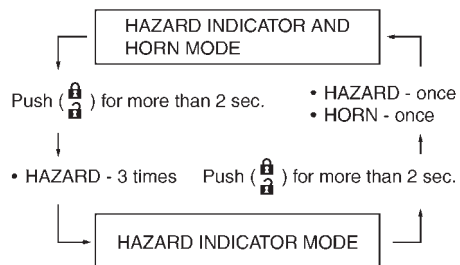 HAZARD INDICATOR AND
HORN MODE
Push ( ) for more than 2 sec.
• HAZARD - once
• HORN - once
• HAZARD - 3 times
Push ( ) for more than 2 sec.
HAZARD INDICATOR MODE